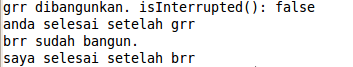 grr dibangunkan. isInterrupted(): false
anda selesai setelah grr
brr sudah bangun.
saya selesai setelah brr